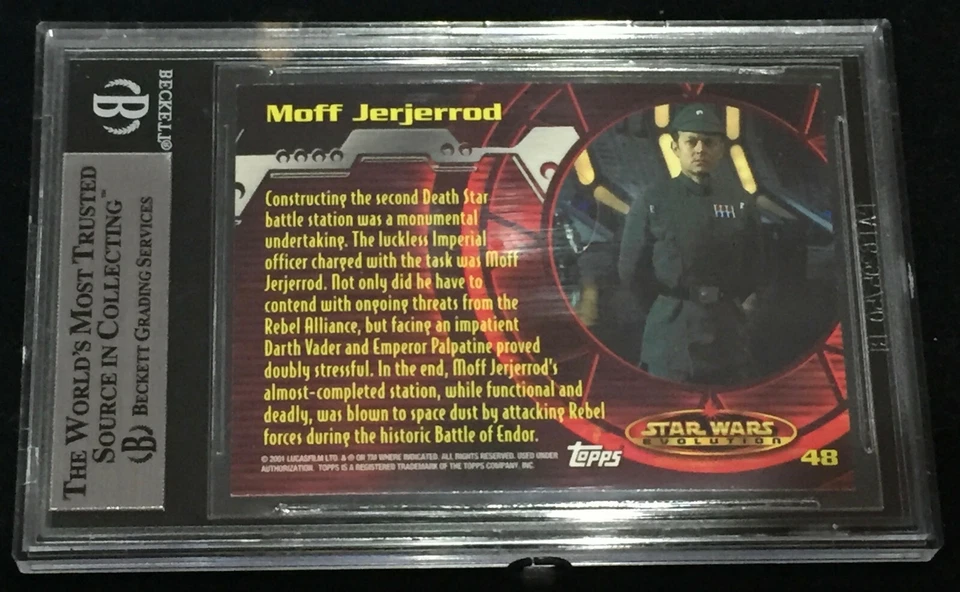 BECKETT®
B
THE WORLD'S MOST TRUSTED
SOURCE IN COLLECTING™
B BECKETT GRADING SERVICES
Moff Jerjerrod
Constructing the second Death Star
battle station was a monumental
undertaking. The luckless Imperial
officer charged with the task was Moff
Jerjerrod. Not only did he have to
contend with ongoing threats from the
Rebel Alliance, but facing an impatient
Darth Vader and Emperor Palpatine proved
doubly stressful. In the end, Moff Jerjerrod's
almost-completed station, while functional and
deadly, was blown to space dust by attacking Rebel
forces during the historic Battle of Endor.
© 2001 LUCASFILM LTD. & ® OR TM WHERE INDICATED. ALL RIGHTS RESERVED. USED UNDER
AUTHORIZATION. TOPPS IS A REGISTERED TRADEMARK OF THE TOPPS COMPANY, INC.
Topps
STAR WARS
EVOLUTION
48